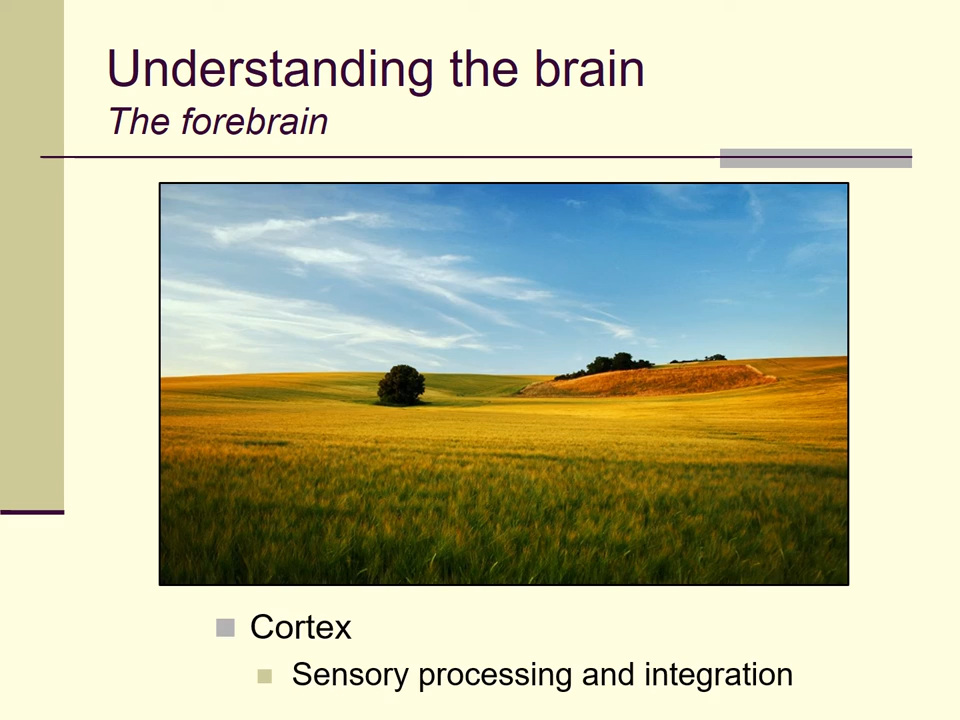 Understanding the brain
The forebrain
Cortex
Sensory processing and integration